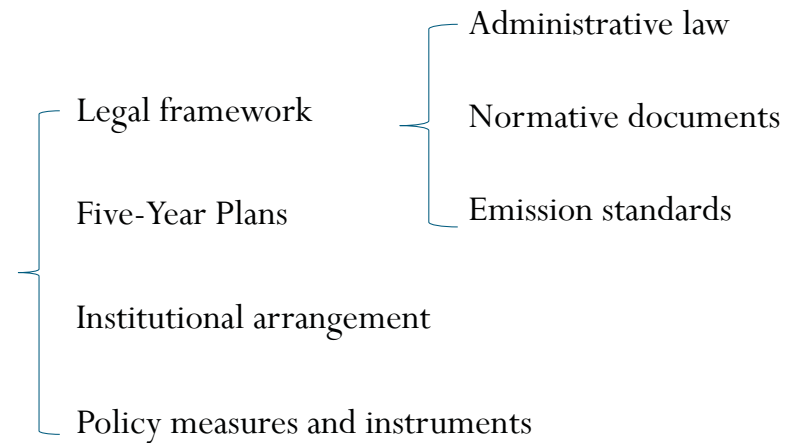 Legal framework
Five-Year Plans
Institutional arrangement
Policy measures and instruments
Administrative law
Normative documents
Emission standards